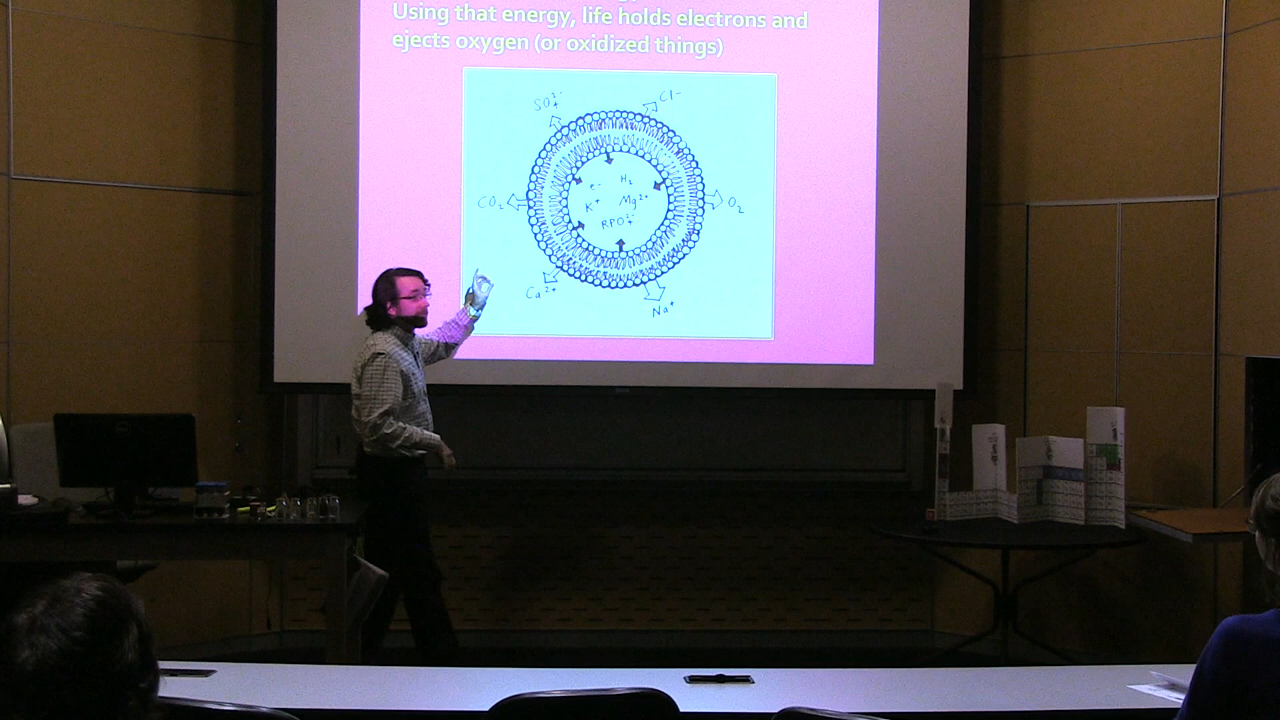 Using that energy, life holds electrons and
ejects oxygen (or oxidized things)
SO₄²⁻
Cl⁻
e⁻
H₂
CO₂
K⁺
Mg²⁺
O₂
RPO₄²⁻
Ca²⁺
Na⁺